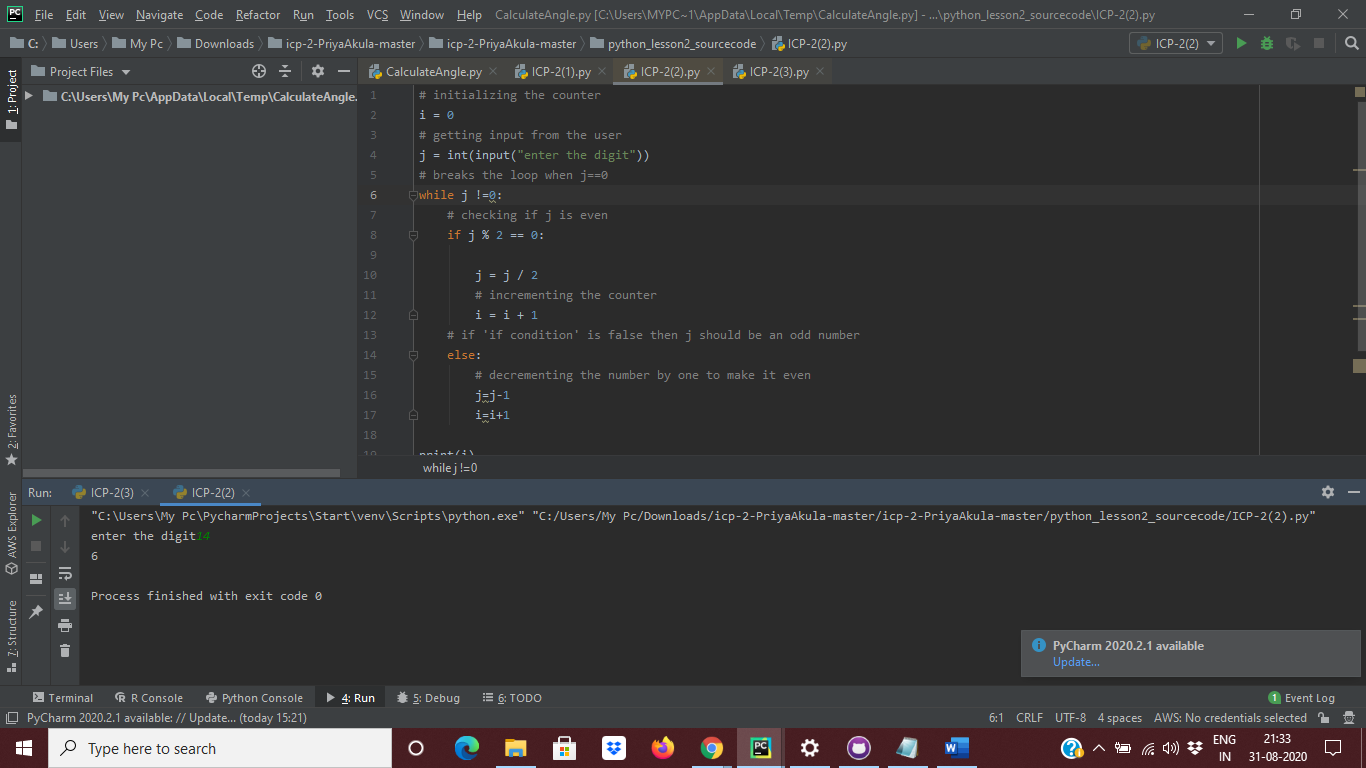 File Edit View Navigate Code Refactor Run Tools VCS Window Help CalculateAngle.py [C:\Users\MYPC~1\AppData\Local\Temp\CalculateAngle.py] - ...\python_lesson2_sourcecode\ICP-2(2).py
C: Users My Pc Downloads icp-2-PriyaAkula-master icp-2-PriyaAkula-master python_lesson2_sourcecode ICP-2(2).py ICP-2(2)
1: Project
Project Files
CalculateAngle.py ICP-2(1).py ICP-2(2).py ICP-2(3).py
C:\Users\My Pc\AppData\Local\Temp\CalculateAngle.
1 # initializing the counter
2 i = 0
3 # getting input from the user
4 j = int(input("enter the digit"))
5 # breaks the loop when j==0
6 while j !=0:
7 # checking if j is even
8 if j % 2 == 0:
9
10 j = j / 2
11 # incrementing the counter
12 i = i + 1
13 # if 'if condition' is false then j should be an odd number
14 else:
15 # decrementing the number by one to make it even
16 j=j-1
17 i=i+1
18
19 print(i)
while j !=0
2: Favorites
AWS Explorer
7: Structure
Run: ICP-2(3) ICP-2(2)
"C:\Users\My Pc\PycharmProjects\Start\venv\Scripts\python.exe" "C:/Users/My Pc/Downloads/icp-2-PriyaAkula-master/icp-2-PriyaAkula-master/python_lesson2_sourcecode/ICP-2(2).py"
enter the digit14
6
Process finished with exit code 0
PyCharm 2020.2.1 available
Update...
Terminal R Console Python Console 4: Run 5: Debug 6: TODO 1 Event Log
PyCharm 2020.2.1 available: // Update... (today 15:21) 6:1 CRLF UTF-8 4 spaces AWS: No credentials selected
Type here to search
ENG
IN
21:33
31-08-2020